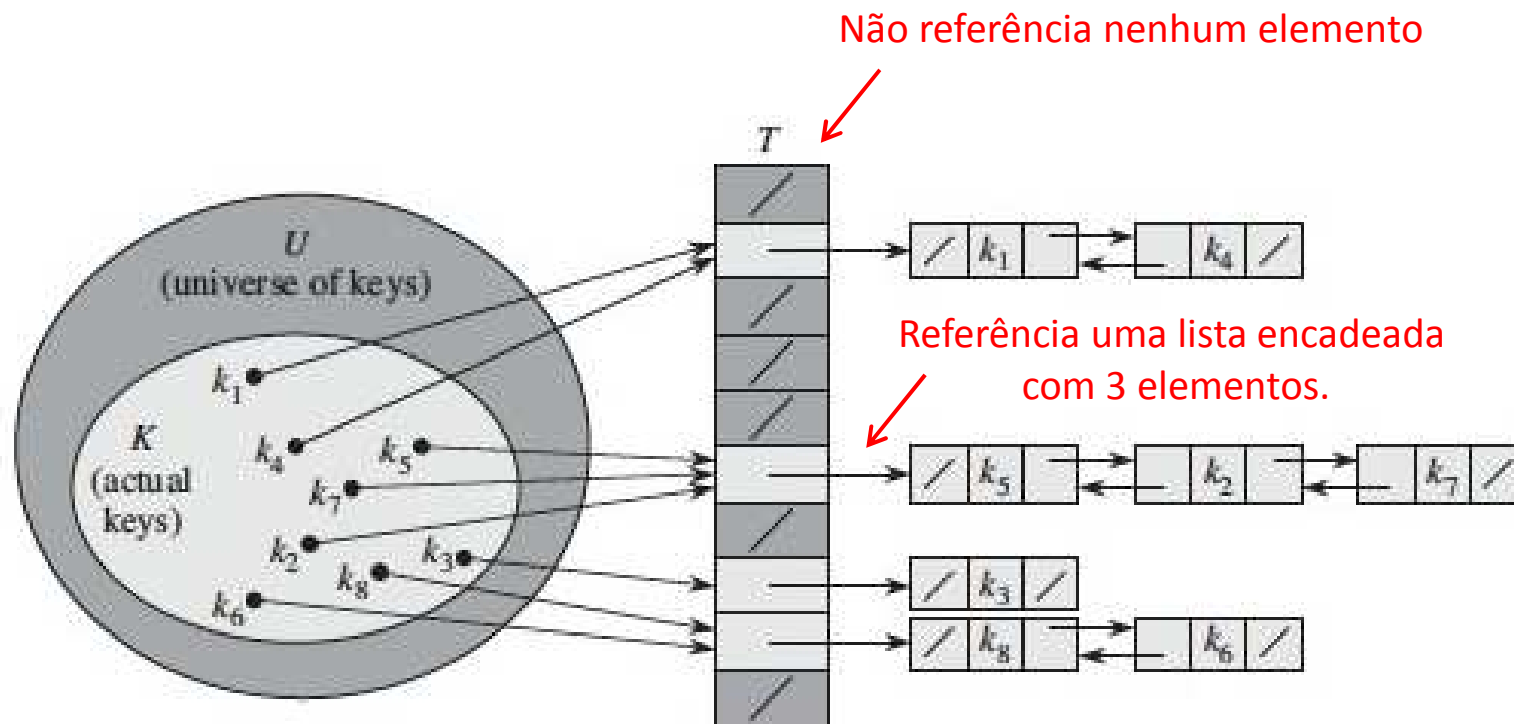 Não referência nenhum elemento
T
U
(universe of keys)
k1
k4
Referência uma lista encadeada
com 3 elementos.
k1
K
(actual
keys)
k4
k5
k7
k5
k2
k7
k2
k8
k3
k6
k3
k8
k6